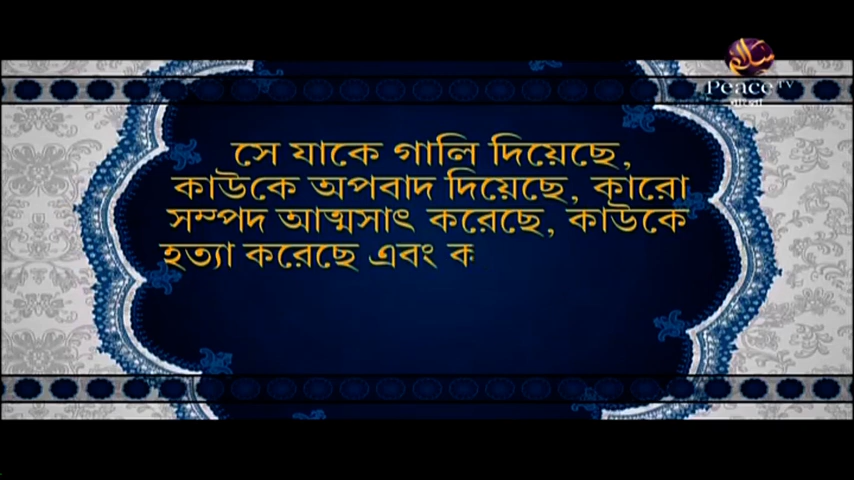 Peace TV
বাংলা
সে যাকে গালি দিয়েছে,
কাউকে অপবাদ দিয়েছে, কারো
সম্পদ আত্মসাৎ করেছে, কাউকে
হত্যা করেছে এবং ক